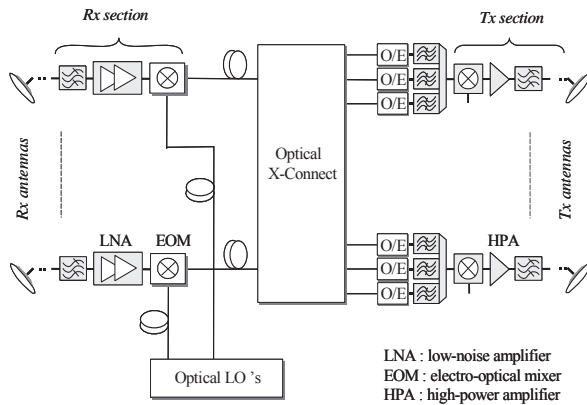 Rx section
Tx section
O/E
O/E
O/E
Optical
X-Connect
Rx antennas
Tx antennas
LNA
EOM
HPA
O/E
O/E
O/E
Optical LO 's
LNA : low-noise amplifier
EOM : electro-optical mixer
HPA : high-power amplifier